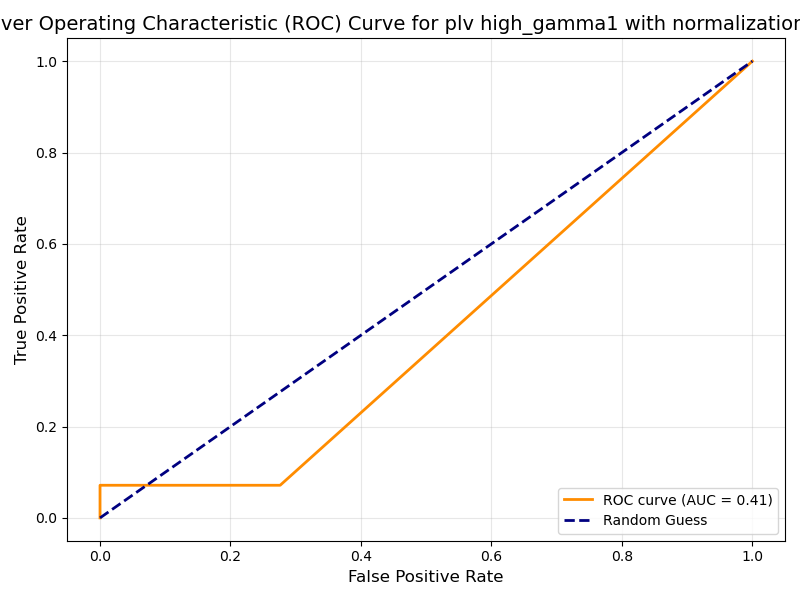 ver Operating Characteristic (ROC) Curve for plv high_gamma1 with normalization
1.0
0.8
0.6
0.4
0.2
0.0
True Positive Rate
0.0 0.2 0.4 0.6 0.8 1.0
False Positive Rate
ROC curve (AUC = 0.41)
Random Guess